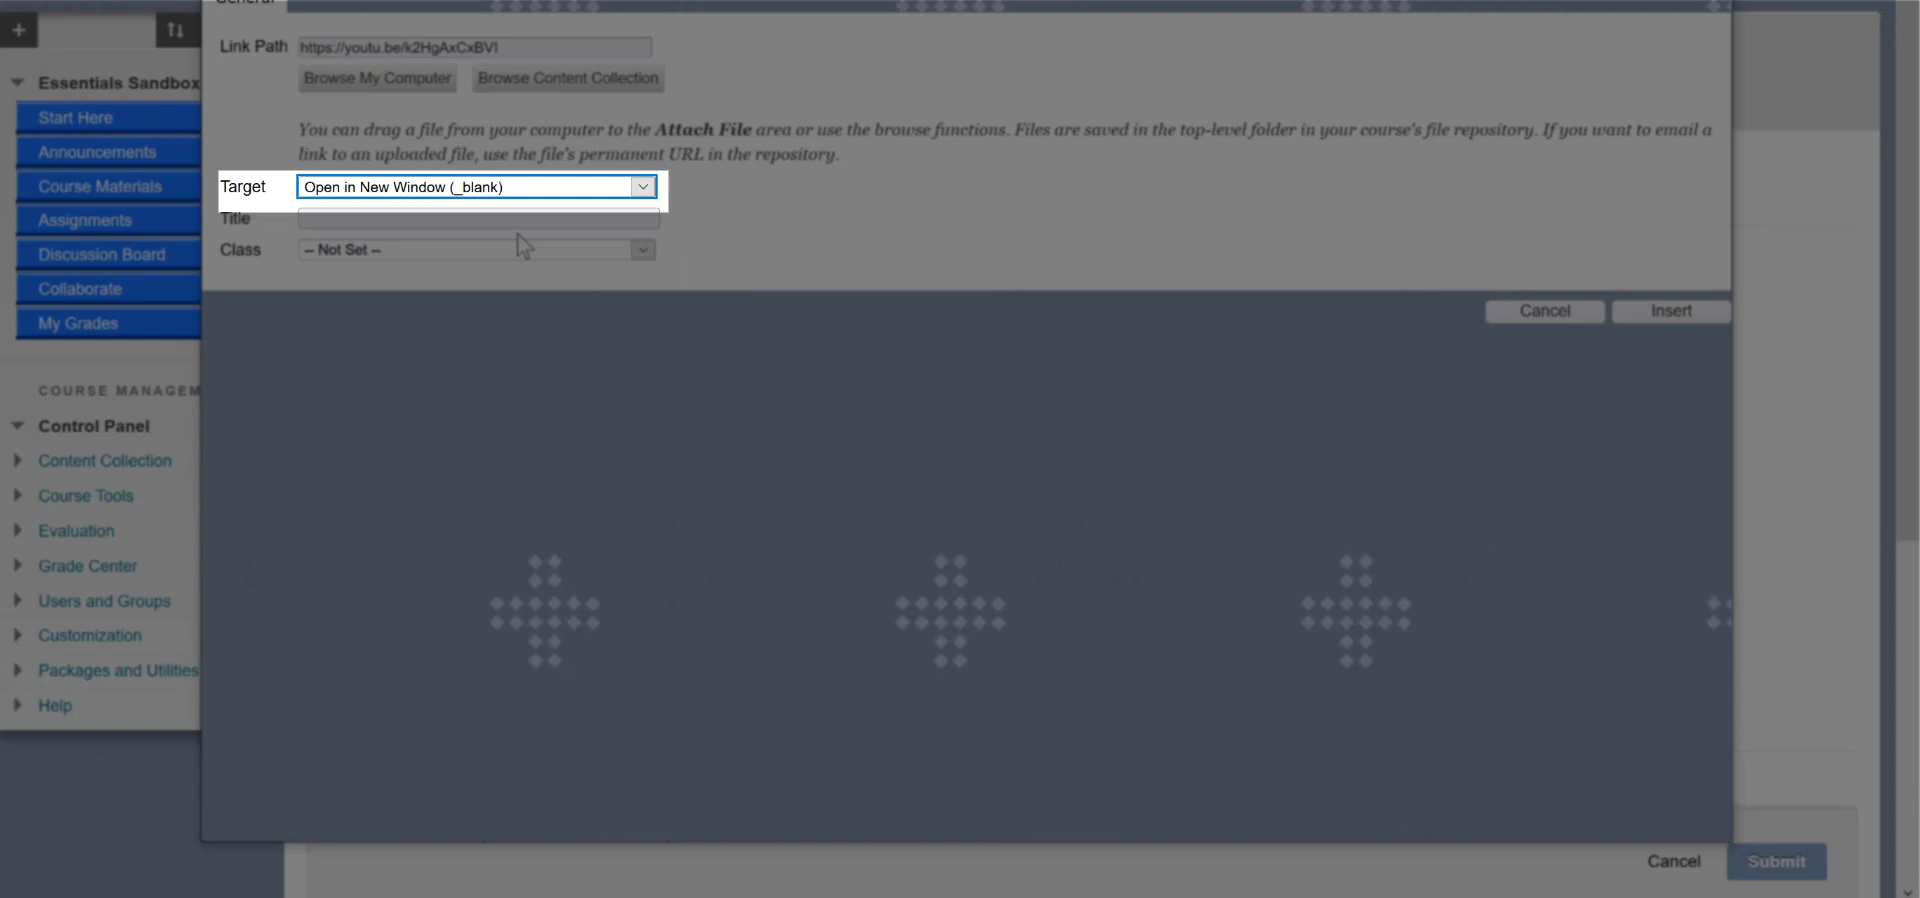 General
Link Path https://youtu.be/k2HgAxCxBVI
Browse My Computer Browse Content Collection
You can drag a file from your computer to the Attach File area or use the browse functions. Files are saved in the top-level folder in your course's file repository. If you want to email a
link to an uploaded file, use the file's permanent URL in the repository.
Target Open in New Window (_blank)
Title
Class -- Not Set --
Cancel Insert
Essentials Sandbox
Start Here
Announcements
Course Materials
Assignments
Discussion Board
Collaborate
My Grades
COURSE MANAGEM
Control Panel
Content Collection
Course Tools
Evaluation
Grade Center
Users and Groups
Customization
Packages and Utilities
Help
Cancel Submit